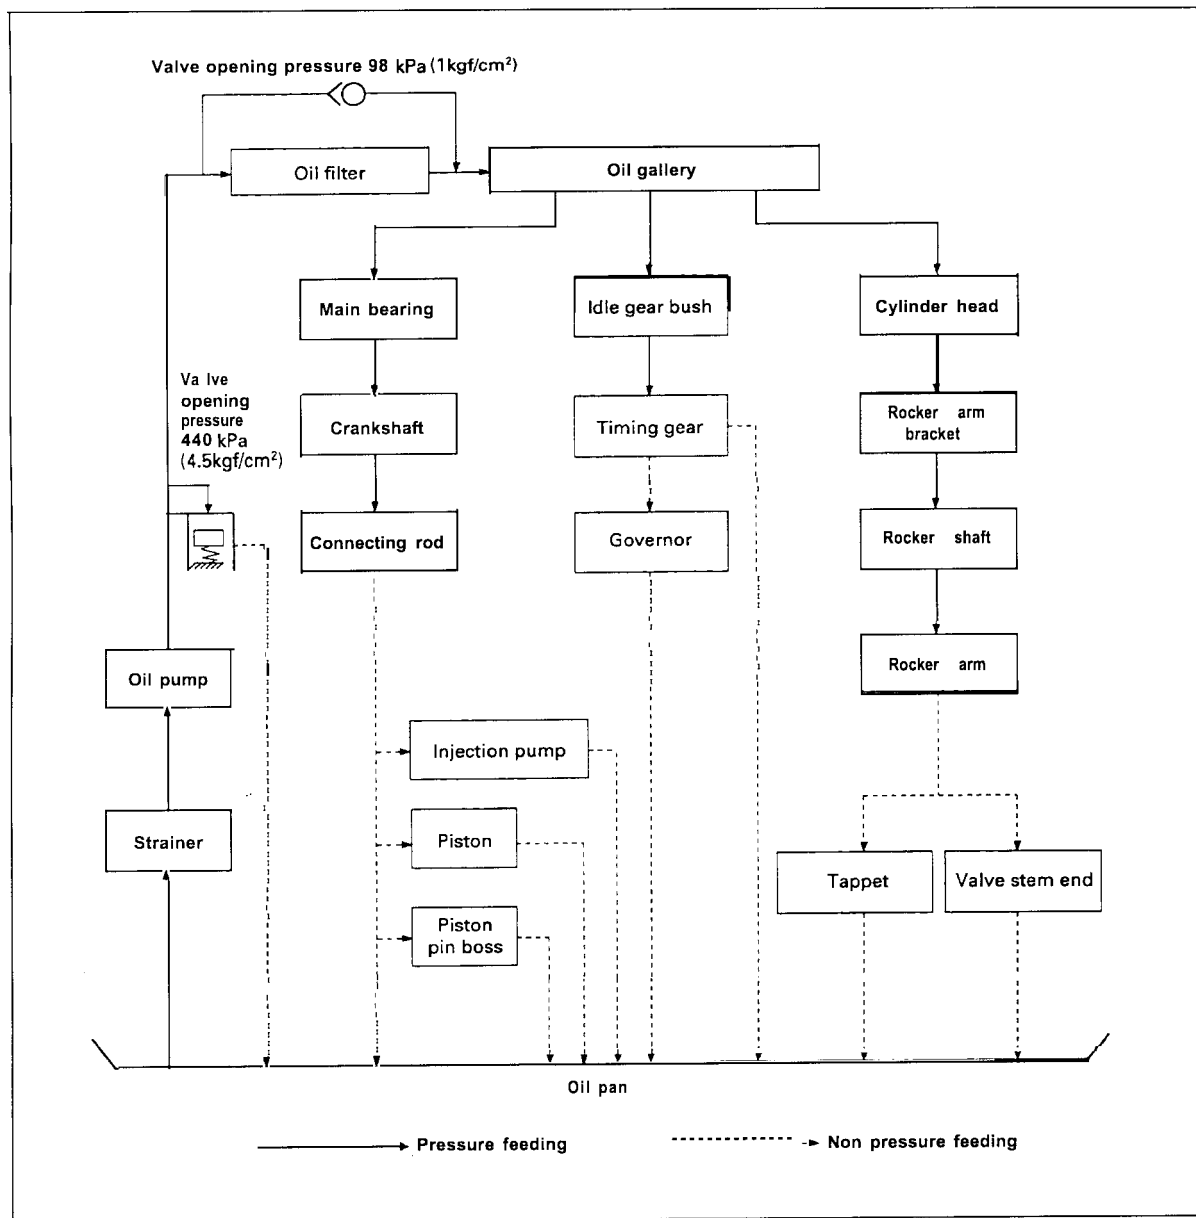 Valve opening pressure 98 kPa (1kgf/cm²)
Oil filter
Oil gallery
Main bearing
Idle gear bush
Cylinder head
Va lve
opening
pressure
440 kPa
(4.5kgf/cm²)
Crankshaft
Timing gear
Rocker arm
bracket
Connecting rod
Governor
Rocker shaft
Oil pump
Rocker arm
Injection pump
Strainer
Piston
Tappet
Valve stem end
Piston
pin boss
Oil pan
Pressure feeding
Non pressure feeding